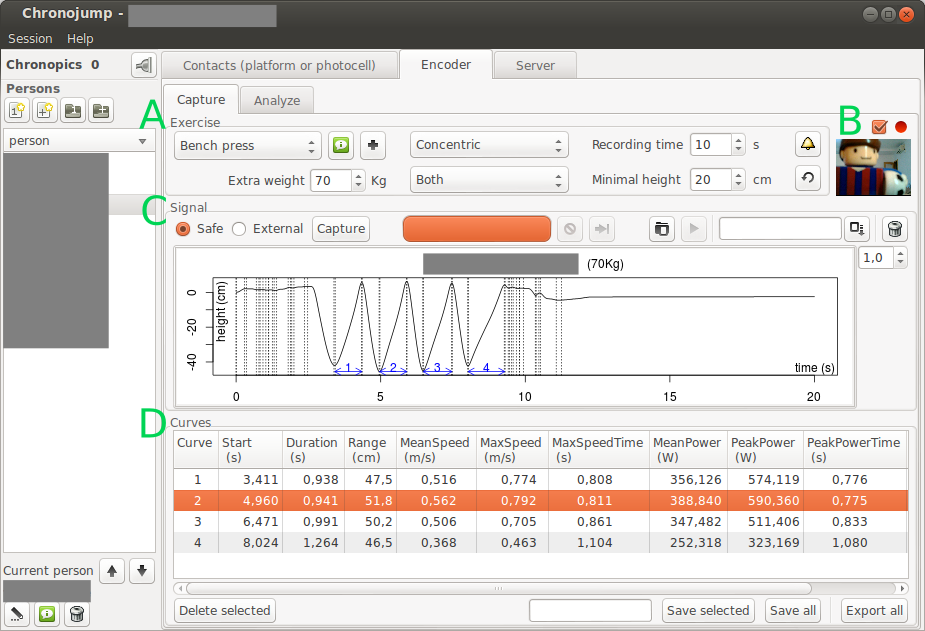 Chronojump -
Session Help
Chronopics 0
Contacts (platform or photocell) Encoder Server
Persons
Capture Analyze
A
B
Exercise
person
Bench press
Concentric
Recording time 10 s
Extra weight 70 Kg
Both
Minimal height 20 cm
C
Signal
Safe External Capture
1,0
(70Kg)
height (cm)
0
-20
-40
1 2 3 4
time (s)
0 5 10 15 20
D
Curves
Curve Start (s) Duration (s) Range (cm) MeanSpeed (m/s) MaxSpeed (m/s) MaxSpeedTime (s) MeanPower (W) PeakPower (W) PeakPowerTime (s)
1 3,411 0,938 47,5 0,516 0,774 0,808 356,126 574,119 0,776
2 4,960 0,941 51,8 0,562 0,792 0,811 388,840 590,360 0,775
3 6,471 0,991 50,2 0,506 0,705 0,861 347,482 511,406 0,833
4 8,024 1,264 46,5 0,368 0,463 1,104 252,318 323,169 1,080
Current person
Delete selected Save selected Save all Export all